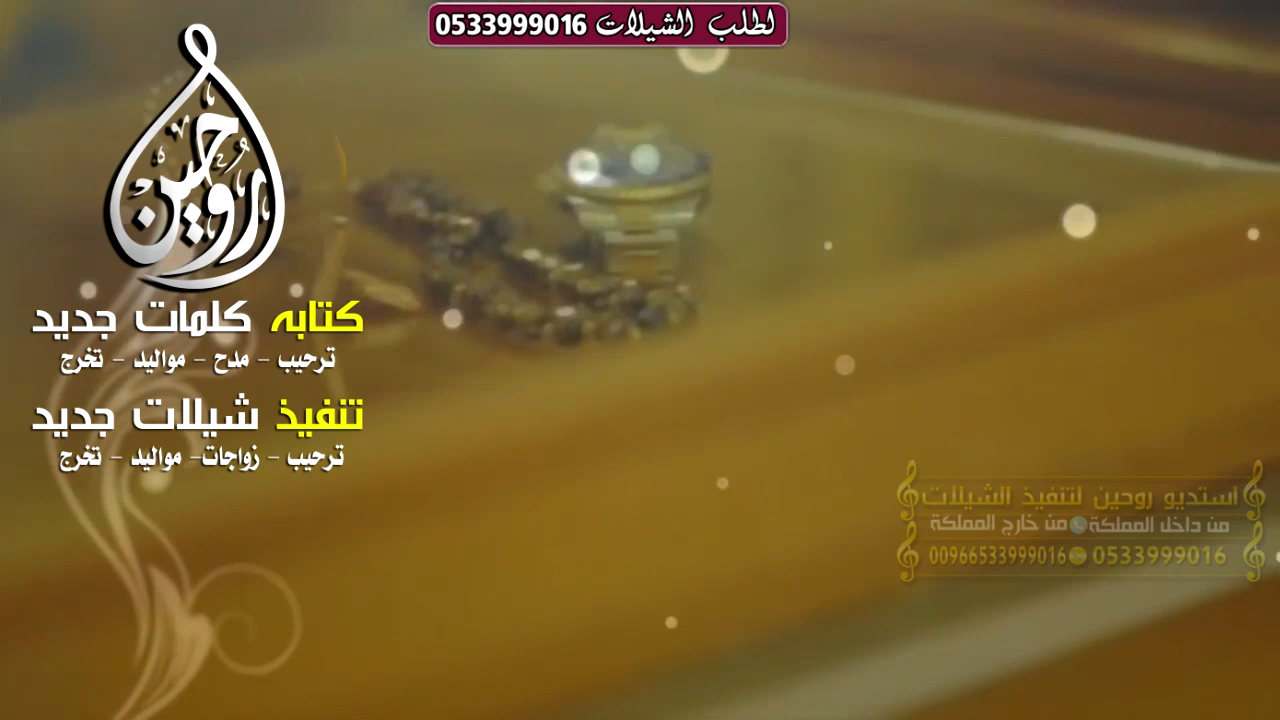 لطلب الشيلات 0533999016
روحين
كتابه كلمات جديد
ترحيب - مدح - مواليد - تخرج
تنفيذ شيلات جديد
ترحيب - زواجات- مواليد - تخرج
استديو روحين لتنفيذ الشيلات
من داخل المملكة من خارج المملكة
0533999016 00966533999016